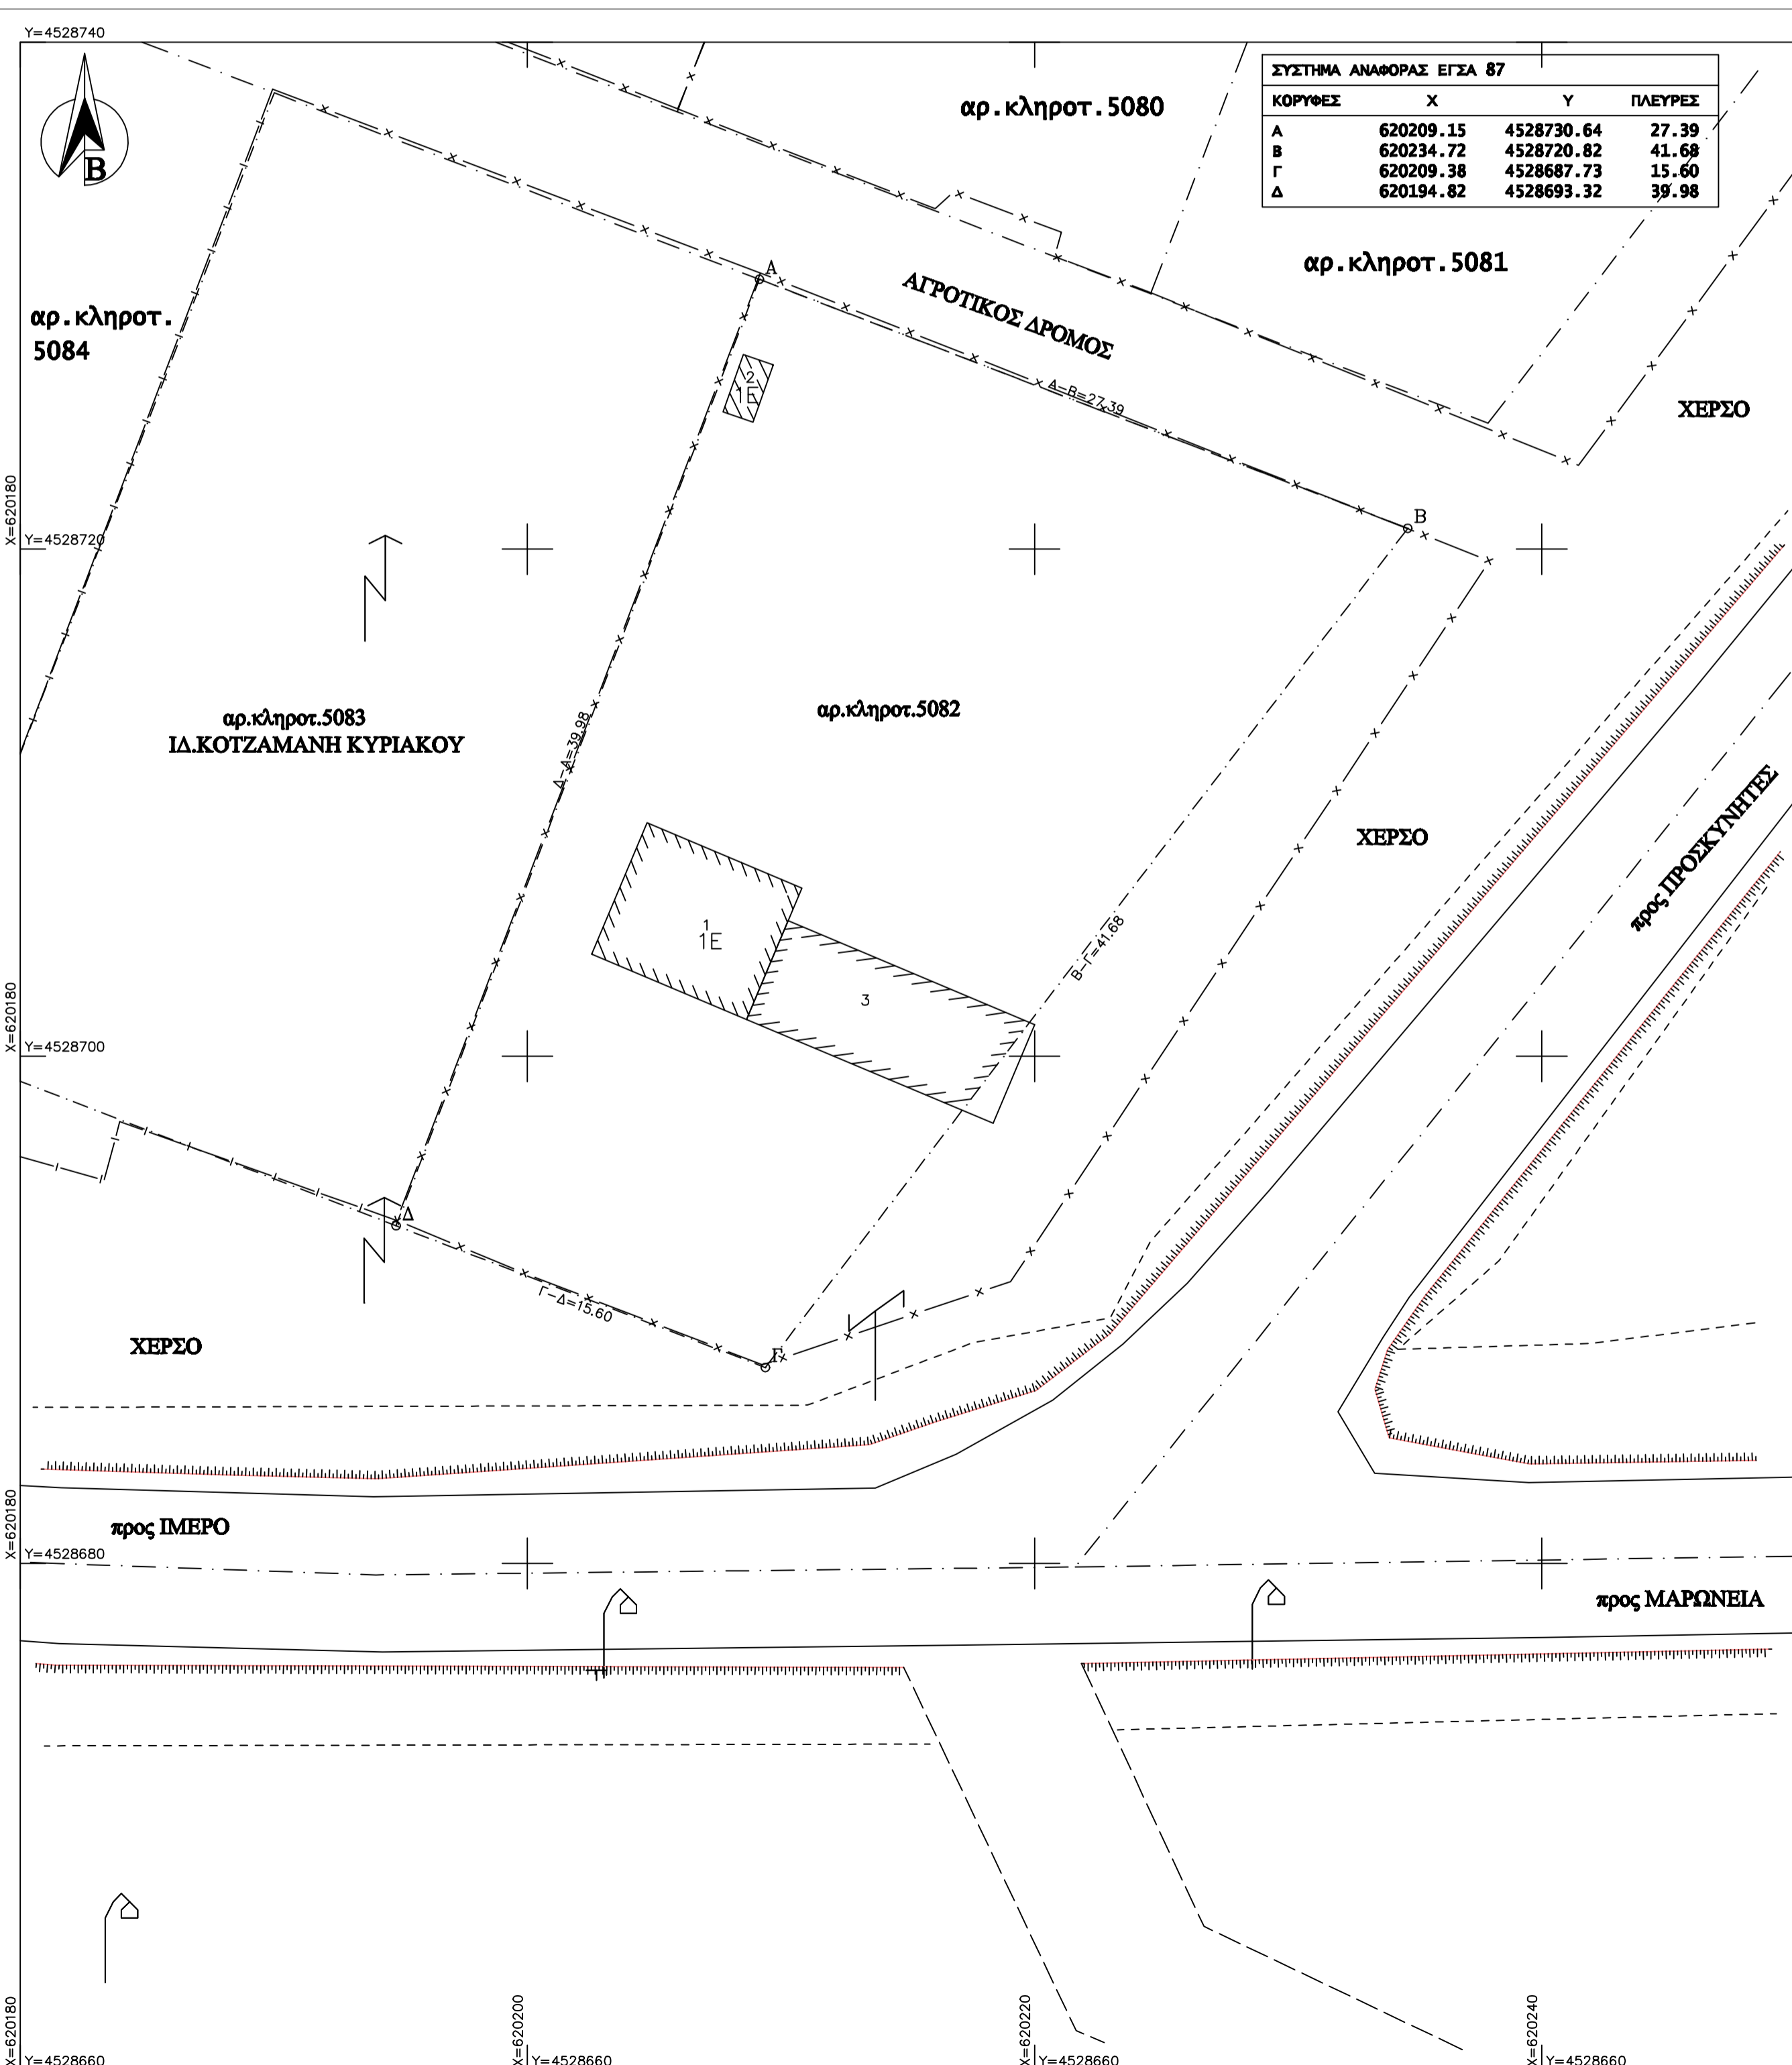 Y=4528740
ΣΥΣΤΗΜΑ ΑΝΑΦΟΡΑΣ ΕΓΣΑ 87
ΚΟΡΥΦΕΣ X Y ΠΛΕΥΡΕΣ
Α 620209.15 4528730.64 27.39
Β 620234.72 4528720.82 41.68
Γ 620209.38 4528687.73 15.60
Δ 620194.82 4528693.32 39.98
Β
αρ.κληροτ.5080
αρ.κληροτ.5081
Α
ΑΓΡΟΤΙΚΟΣ ΔΡΟΜΟΣ
αρ.κληροτ.
5084
2
1Ε
Α-Β=27.39
ΧΕΡΣΟ
Β
X=620180
Y=4528720
αρ.κληροτ.5083
ΙΔ.ΚΟΤΖΑΜΑΝΗ ΚΥΡΙΑΚΟΥ
αρ.κληροτ.5082
Δ-Α=39.98
ΧΕΡΣΟ
προς ΠΡΟΣΚΥΝΗΤΕΣ
1
1Ε
3
Β-Γ=41.68
X=620180
Y=4528700
Δ
Γ-Δ=15.60
Γ
ΧΕΡΣΟ
προς ΙΜΕΡΟ
X=620180
Y=4528680
προς ΜΑΡΩΝΕΙΑ
X=620180
Y=4528660
X=620200
Y=4528660
X=620220
Y=4528660
X=620240
Y=4528660